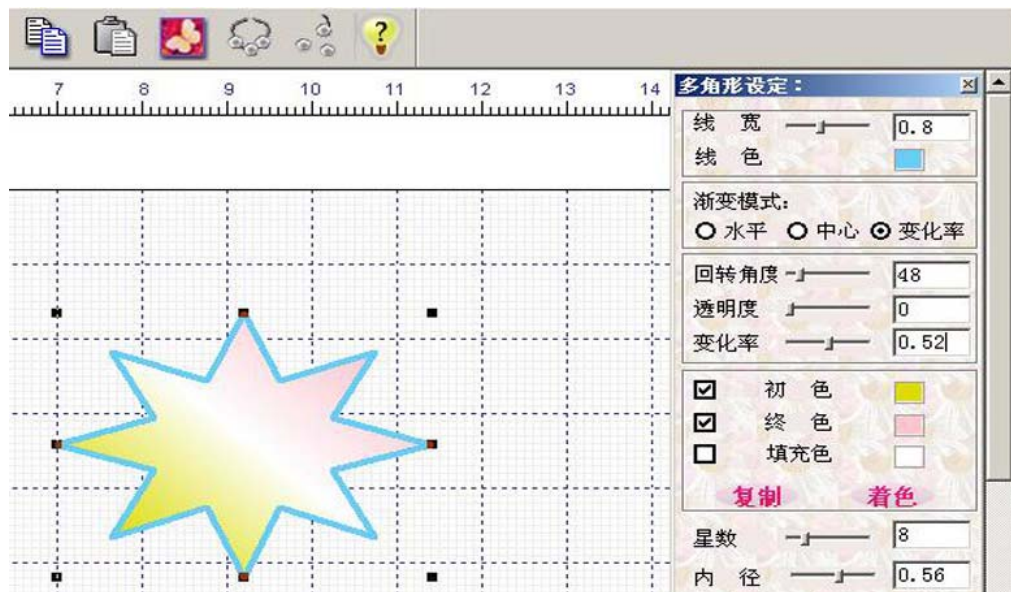 7 8 9 10 11 12 13 14
多角形设定：
线 宽 0.8
线 色
渐变模式：
水平 中心 变化率
回转角度 48
透明度 0
变化率 0.52
初 色
终 色
填充色
复制 着色
星数 8
内 径 0.56